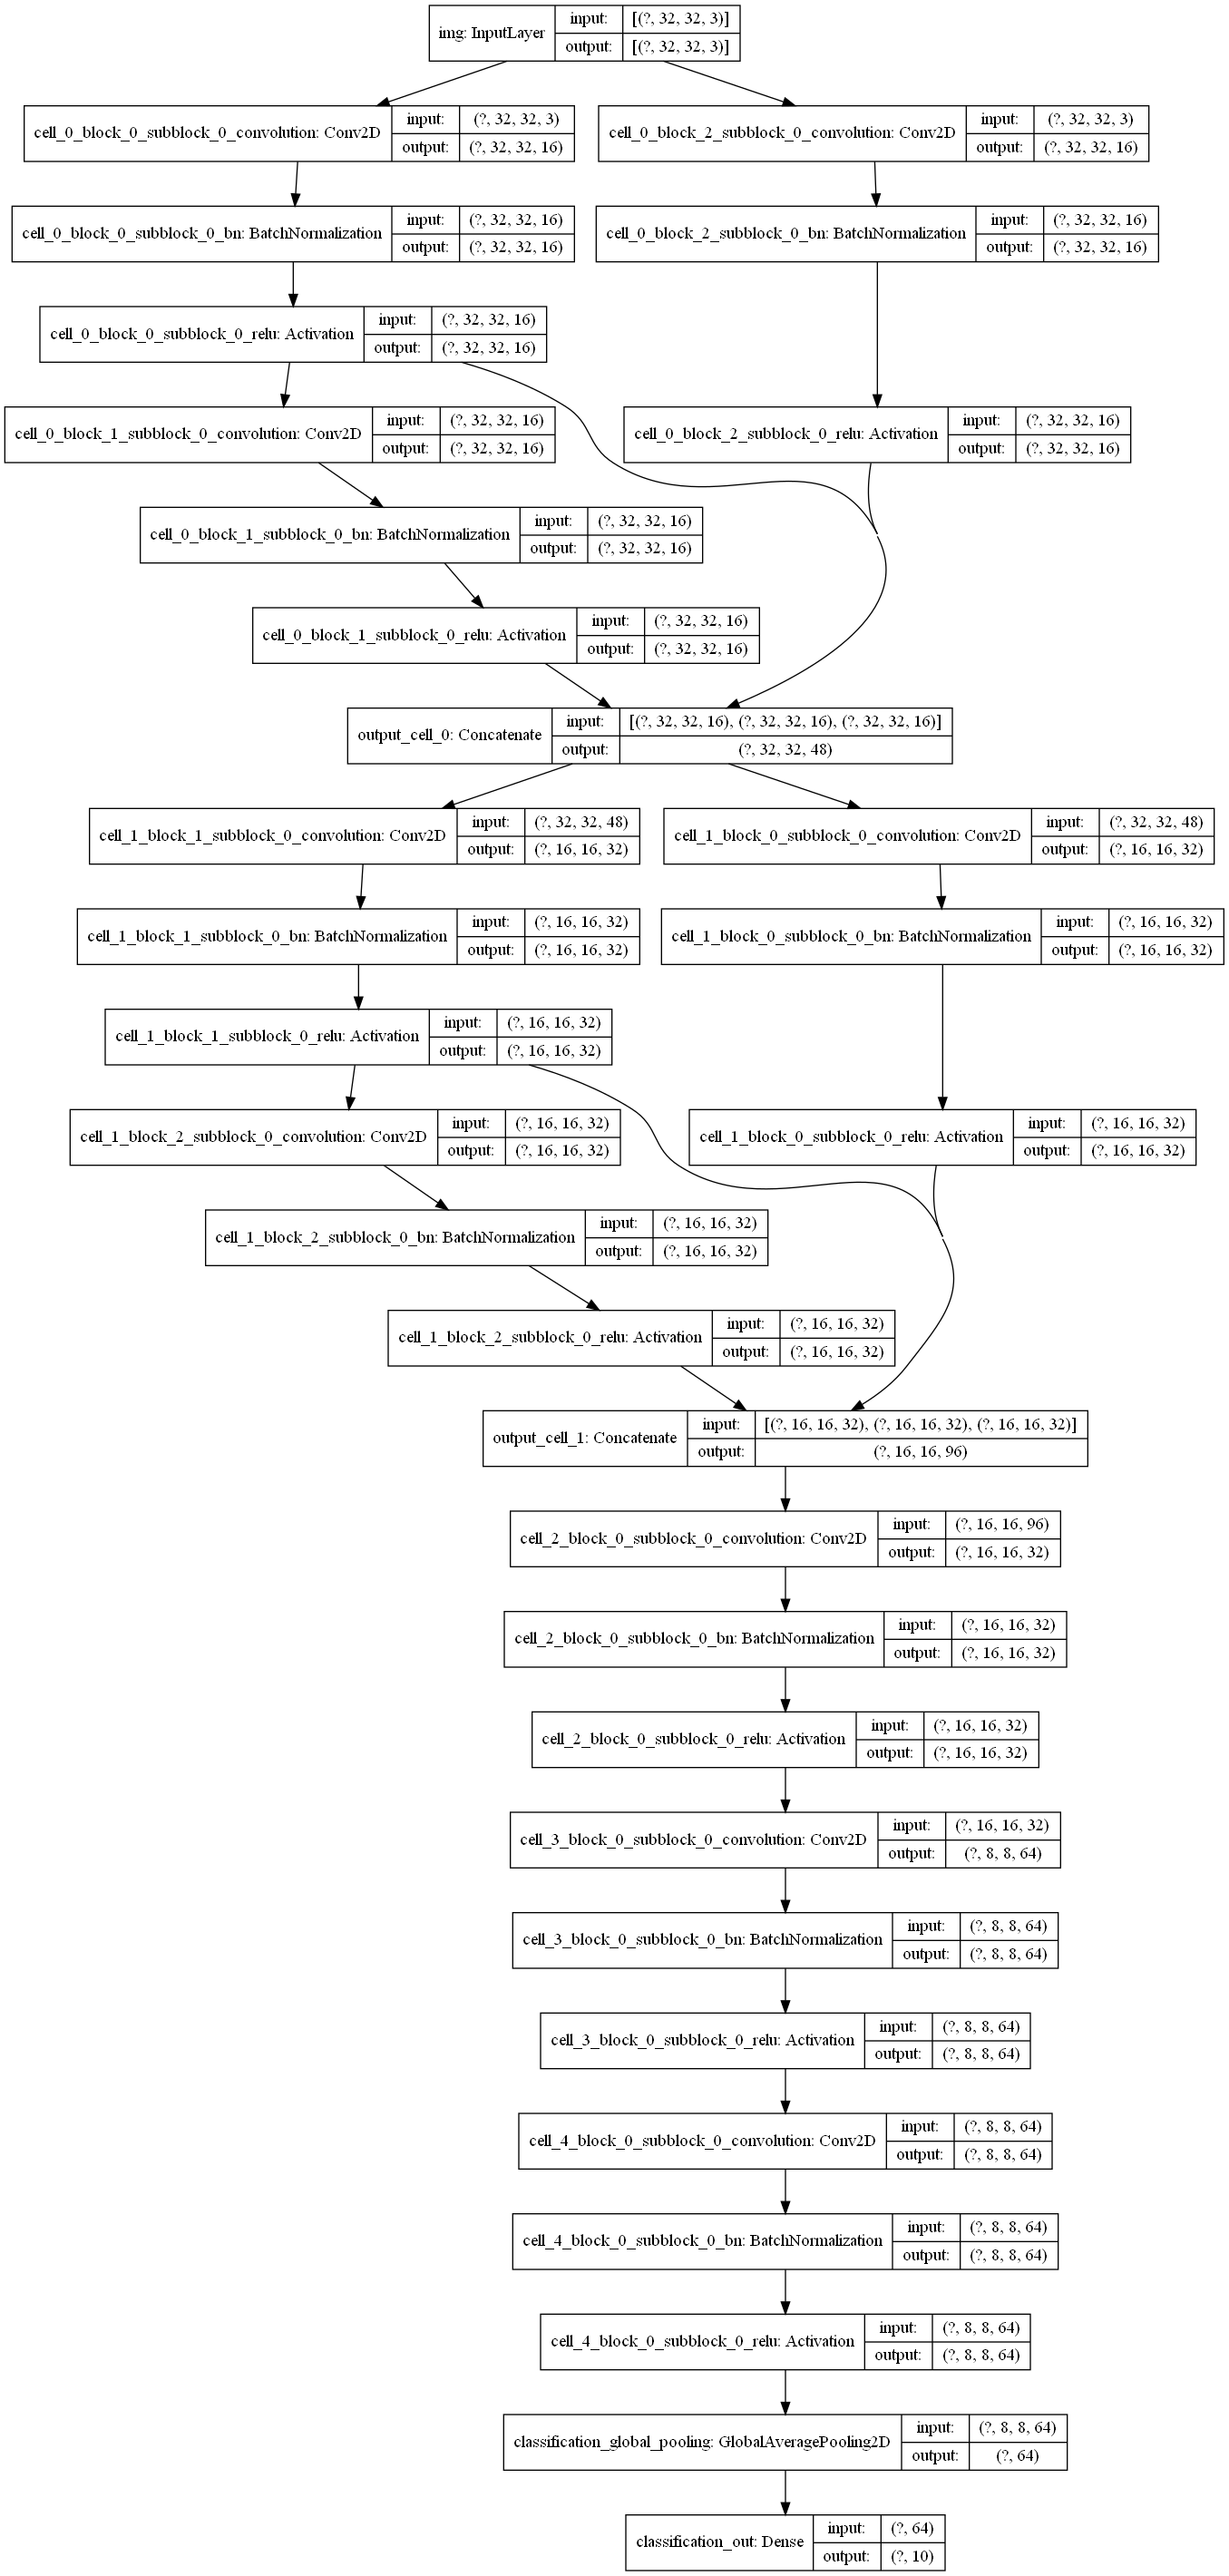 img: InputLayer
input: [(?, 32, 32, 3)]
output: [(?, 32, 32, 3)]
cell_0_block_0_subblock_0_convolution: Conv2D
input: (?, 32, 32, 3)
output: (?, 32, 32, 16)
cell_0_block_2_subblock_0_convolution: Conv2D
input: (?, 32, 32, 3)
output: (?, 32, 32, 16)
cell_0_block_0_subblock_0_bn: BatchNormalization
input: (?, 32, 32, 16)
output: (?, 32, 32, 16)
cell_0_block_2_subblock_0_bn: BatchNormalization
input: (?, 32, 32, 16)
output: (?, 32, 32, 16)
cell_0_block_0_subblock_0_relu: Activation
input: (?, 32, 32, 16)
output: (?, 32, 32, 16)
cell_0_block_1_subblock_0_convolution: Conv2D
input: (?, 32, 32, 16)
output: (?, 32, 32, 16)
cell_0_block_2_subblock_0_relu: Activation
input: (?, 32, 32, 16)
output: (?, 32, 32, 16)
cell_0_block_1_subblock_0_bn: BatchNormalization
input: (?, 32, 32, 16)
output: (?, 32, 32, 16)
cell_0_block_1_subblock_0_relu: Activation
input: (?, 32, 32, 16)
output: (?, 32, 32, 16)
output_cell_0: Concatenate
input: [(?, 32, 32, 16), (?, 32, 32, 16), (?, 32, 32, 16)]
output: (?, 32, 32, 48)
cell_1_block_1_subblock_0_convolution: Conv2D
input: (?, 32, 32, 48)
output: (?, 16, 16, 32)
cell_1_block_0_subblock_0_convolution: Conv2D
input: (?, 32, 32, 48)
output: (?, 16, 16, 32)
cell_1_block_1_subblock_0_bn: BatchNormalization
input: (?, 16, 16, 32)
output: (?, 16, 16, 32)
cell_1_block_0_subblock_0_bn: BatchNormalization
input: (?, 16, 16, 32)
output: (?, 16, 16, 32)
cell_1_block_1_subblock_0_relu: Activation
input: (?, 16, 16, 32)
output: (?, 16, 16, 32)
cell_1_block_2_subblock_0_convolution: Conv2D
input: (?, 16, 16, 32)
output: (?, 16, 16, 32)
cell_1_block_0_subblock_0_relu: Activation
input: (?, 16, 16, 32)
output: (?, 16, 16, 32)
cell_1_block_2_subblock_0_bn: BatchNormalization
input: (?, 16, 16, 32)
output: (?, 16, 16, 32)
cell_1_block_2_subblock_0_relu: Activation
input: (?, 16, 16, 32)
output: (?, 16, 16, 32)
output_cell_1: Concatenate
input: [(?, 16, 16, 32), (?, 16, 16, 32), (?, 16, 16, 32)]
output: (?, 16, 16, 96)
cell_2_block_0_subblock_0_convolution: Conv2D
input: (?, 16, 16, 96)
output: (?, 16, 16, 32)
cell_2_block_0_subblock_0_bn: BatchNormalization
input: (?, 16, 16, 32)
output: (?, 16, 16, 32)
cell_2_block_0_subblock_0_relu: Activation
input: (?, 16, 16, 32)
output: (?, 16, 16, 32)
cell_3_block_0_subblock_0_convolution: Conv2D
input: (?, 16, 16, 32)
output: (?, 8, 8, 64)
cell_3_block_0_subblock_0_bn: BatchNormalization
input: (?, 8, 8, 64)
output: (?, 8, 8, 64)
cell_3_block_0_subblock_0_relu: Activation
input: (?, 8, 8, 64)
output: (?, 8, 8, 64)
cell_4_block_0_subblock_0_convolution: Conv2D
input: (?, 8, 8, 64)
output: (?, 8, 8, 64)
cell_4_block_0_subblock_0_bn: BatchNormalization
input: (?, 8, 8, 64)
output: (?, 8, 8, 64)
cell_4_block_0_subblock_0_relu: Activation
input: (?, 8, 8, 64)
output: (?, 8, 8, 64)
classification_global_pooling: GlobalAveragePooling2D
input: (?, 8, 8, 64)
output: (?, 64)
classification_out: Dense
input: (?, 64)
output: (?, 10)